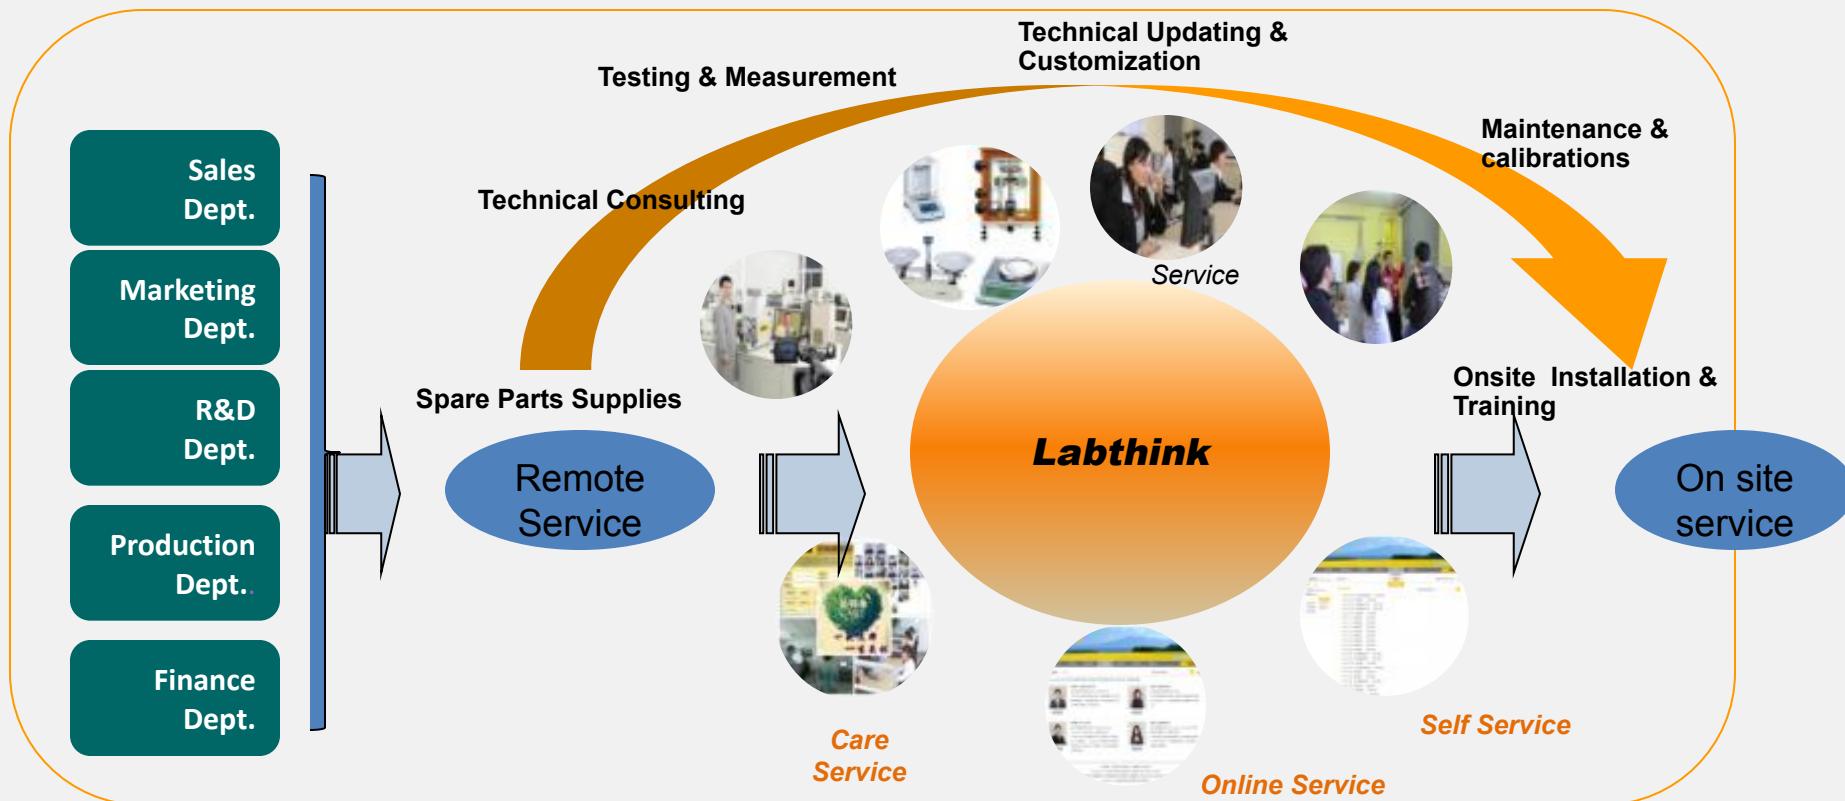 Technical Updating &
Customization
Testing & Measurement
Maintenance &
calibrations
Technical Consulting
Sales
Dept.
Marketing
Dept.
R&D
Dept.
Production
Dept..
Finance
Dept.
Service
Spare Parts Supplies
Onsite  Installation &
Training
Remote
Service
Labthink
On site
service
Care
Service
Online Service
Self Service